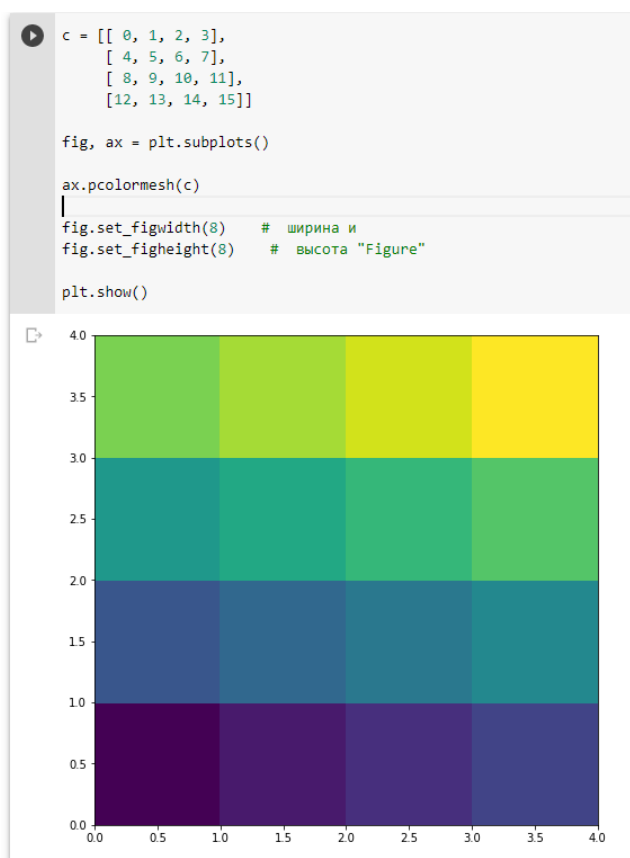 c = [[ 0, 1, 2, 3],
     [ 4, 5, 6, 7],
     [ 8, 9, 10, 11],
     [12, 13, 14, 15]]
fig, ax = plt.subplots()
ax.pcolormesh(c)
fig.set_figwidth(8)    #  ширина и
fig.set_figheight(8)    #  высота "Figure"
plt.show()
4.0
3.5
3.0
2.5
2.0
1.5
1.0
0.5
0.0
0.0 0.5 1.0 1.5 2.0 2.5 3.0 3.5 4.0